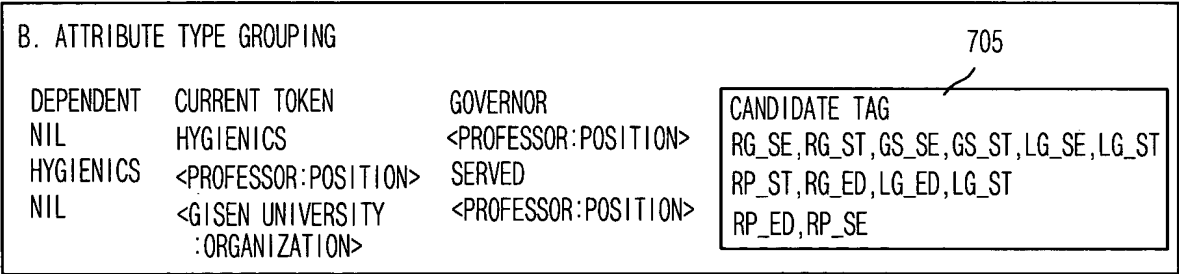 B. ATTRIBUTE TYPE GROUPING
705
DEPENDENT CURRENT TOKEN GOVERNOR CANDIDATE TAG
NIL HYGIENICS <PROFESSOR:POSITION> RG_SE,RG_ST,GS_SE,GS_ST,LG_SE,LG_ST
HYGIENICS <PROFESSOR:POSITION> SERVED RP_ST,RG_ED,LG_ED,LG_ST
NIL <GISEN UNIVERSITY <PROFESSOR:POSITION> RP_ED,RP_SE
:ORGANIZATION>